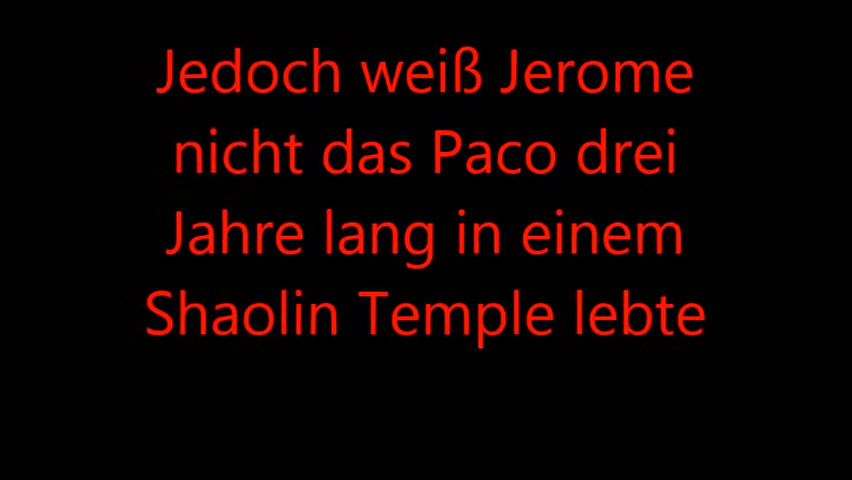 Jedoch weiß Jerome
nicht das Paco drei
Jahre lang in einem
Shaolin Temple lebte